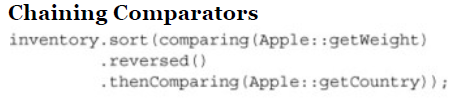 Chaining Comparators
inventory.sort(comparing(Apple::getWeight)
.reversed()
.thenComparing(Apple::getCountry));